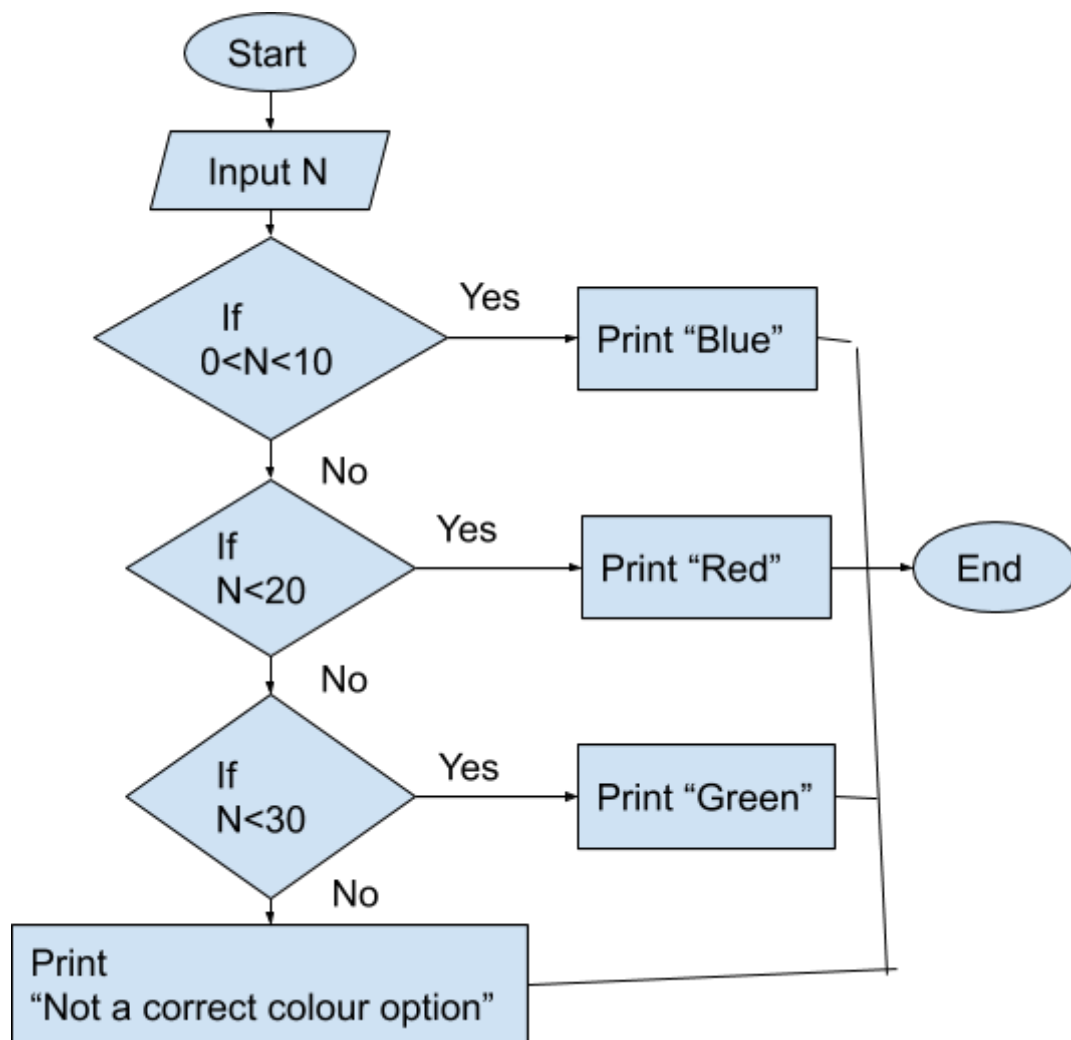 Start
Input N
If
0<N<10
Yes
Print “Blue”
No
If
N<20
Yes
Print “Red”
End
No
If
N<30
Yes
Print “Green”
No
Print
“Not a correct colour option”